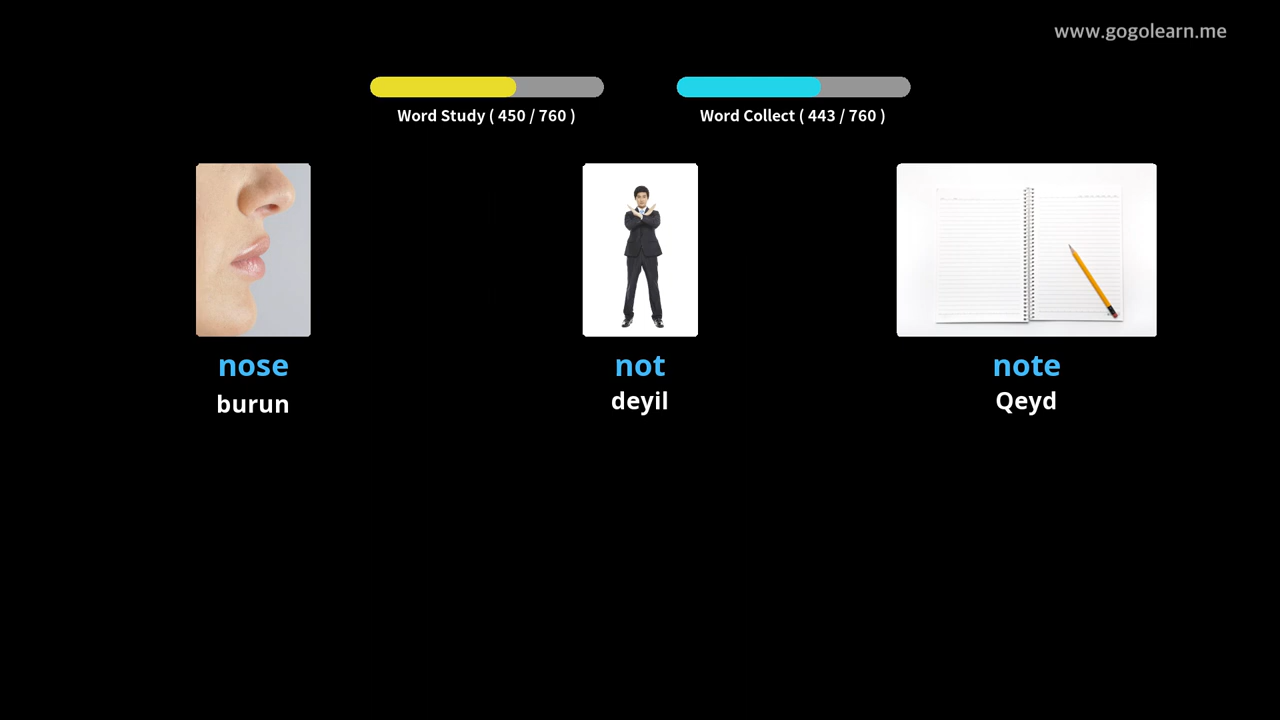 www.gogolearn.me
Word Study ( 450 / 760 )
Word Collect ( 443 / 760 )
nose
burun
not
deyil
note
Qeyd